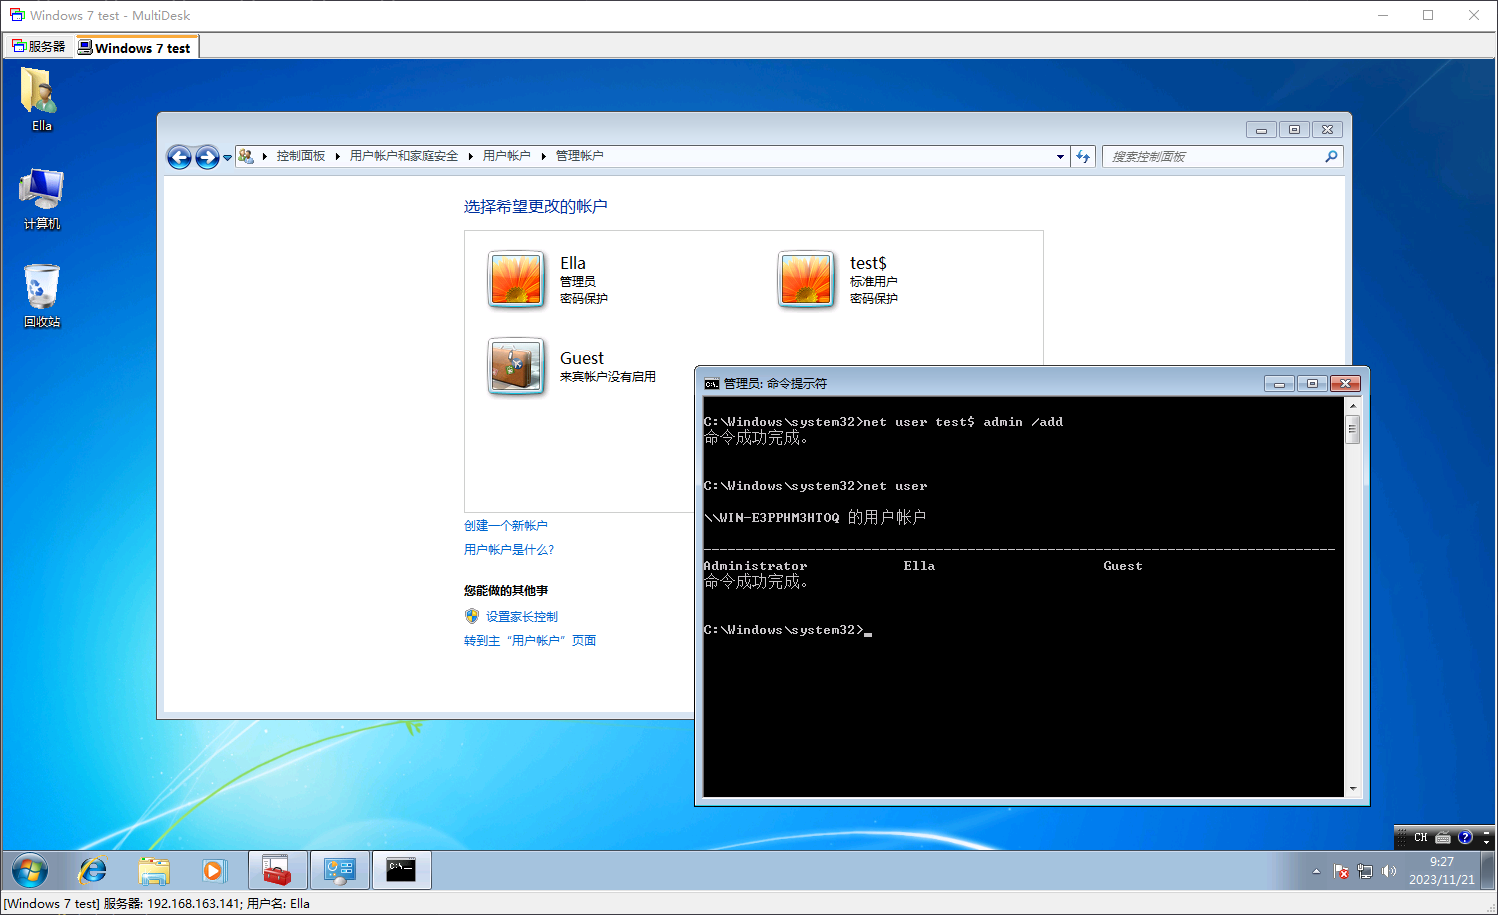 Windows 7 test - MultiDesk
服务器
Windows 7 test
Ella
计算机
回收站
控制面板 用户帐户和家庭安全 用户帐户 管理帐户
搜索控制面板
选择希望更改的帐户
Ella
管理员
密码保护
test$
标准用户
密码保护
Guest
来宾帐户没有启用
创建一个新帐户
用户帐户是什么?
您能做的其他事
设置家长控制
转到主“用户帐户”页面
管理员: 命令提示符
C:\Windows\system32>net user test$ admin /add
命令成功完成。
C:\Windows\system32>net user
\\WIN-E3PPHM3HTOQ 的用户帐户
-------------------------------------------------------------------------------
Administrator Ella Guest
命令成功完成。
C:\Windows\system32>
CH
9:27
2023/11/21
[Windows 7 test] 服务器: 192.168.163.141; 用户名: Ella